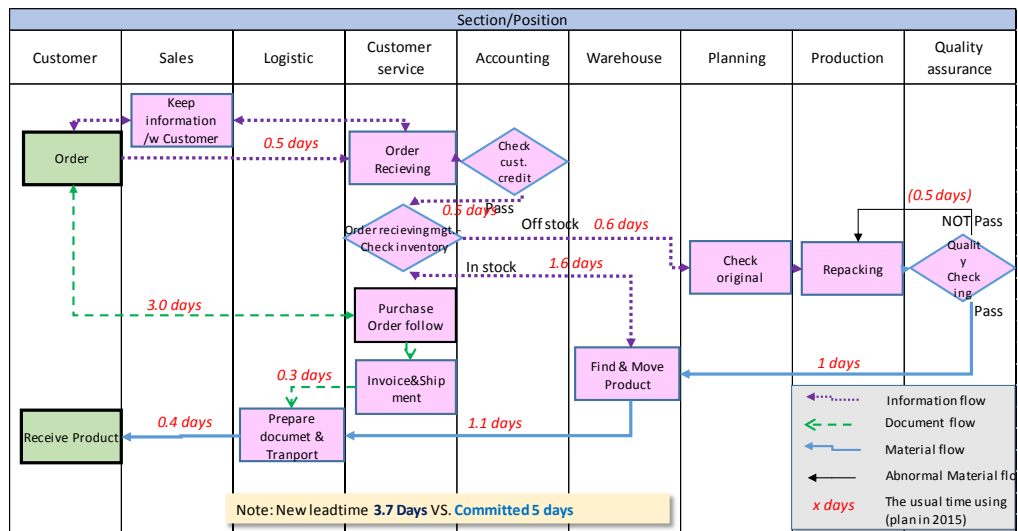 Section/Position
Customer
Sales
Logistic
Customer
service
Accounting
Warehouse
Planning
Production
Quality
assurance
Keep
information
/w Customer
Order
0.5 days
Order
Recieving
Check
cust.
credit
Pass
0.5 days
Order recieving mgt.–
Check inventory
Off stock
0.6 days
In stock
1.6 days
Check
original
Repacking
(0.5 days)
NOT Pass
Qualit
y
Check
ing
Pass
3.0 days
Purchase
Order follow
Invoice&Ship
ment
0.3 days
Find & Move
Product
1 days
Receive Product
0.4 days
Prepare
documet &
Tranport
1.1 days
Information flow
Document flow
Material flow
Abnormal Material flo
x days
The usual time using
(plan in 2015)
Note: New leadtime 3.7 Days VS. Committed 5 days